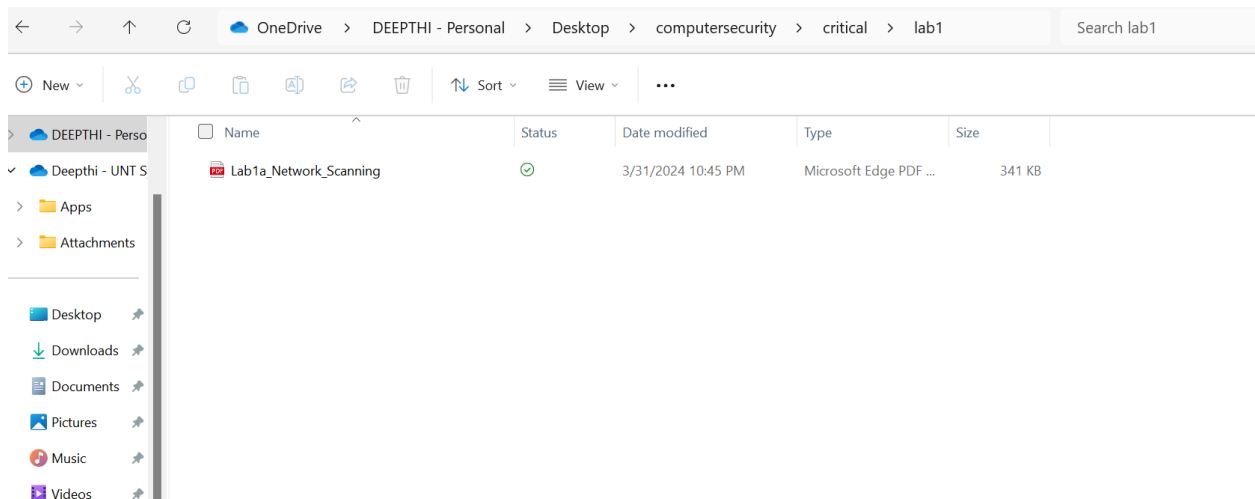 OneDrive > DEEPTHI - Personal > Desktop > computersecurity > critical > lab1 > Search lab1
New Sort View ...
DEEPTHI - Perso
Name Status Date modified Type Size
Deepthi - UNT S
PDF Lab1a_Network_Scanning 3/31/2024 10:45 PM Microsoft Edge PDF ... 341 KB
Apps
Attachments
Desktop
Downloads
Documents
Pictures
Music
Videos